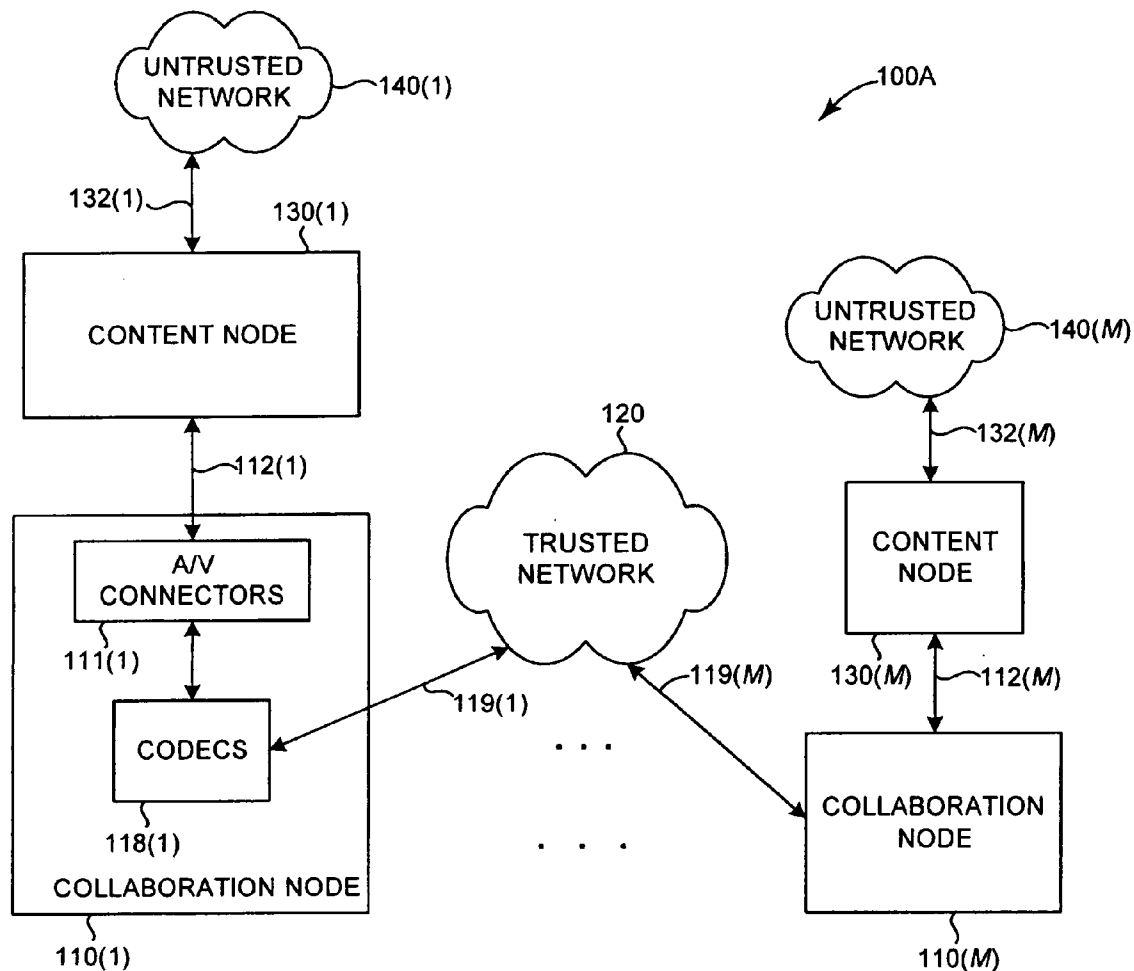 UNTRUSTED
NETWORK
140(1)
100A
132(1)
130(1)
CONTENT NODE
UNTRUSTED
NETWORK
140(M)
112(1)
120
132(M)
A/V
CONNECTORS
111(1)
TRUSTED
NETWORK
CONTENT
NODE
130(M)
112(M)
119(1)
119(M)
CODECS
118(1)
. . .
COLLABORATION
NODE
. . .
COLLABORATION NODE
110(1)
110(M)